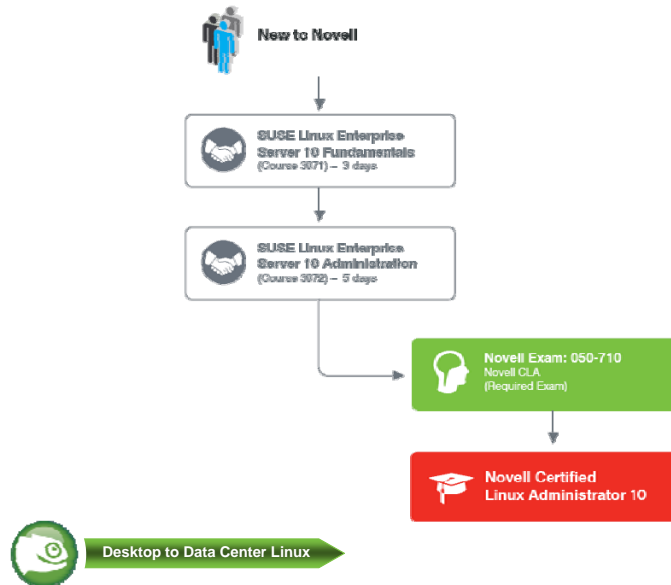 New to Novell
SUSE Linux Enterprise
Server 10 Fundamentals
(Course 3071) – 3 days
SUSE Linux Enterprise
Server 10 Administration
(Course 3072) – 5 days
Novell Exam: 050-710
Novell CLA
(Required Exam)
Novell Certified
Linux Administrator 10
Desktop to Data Center Linux